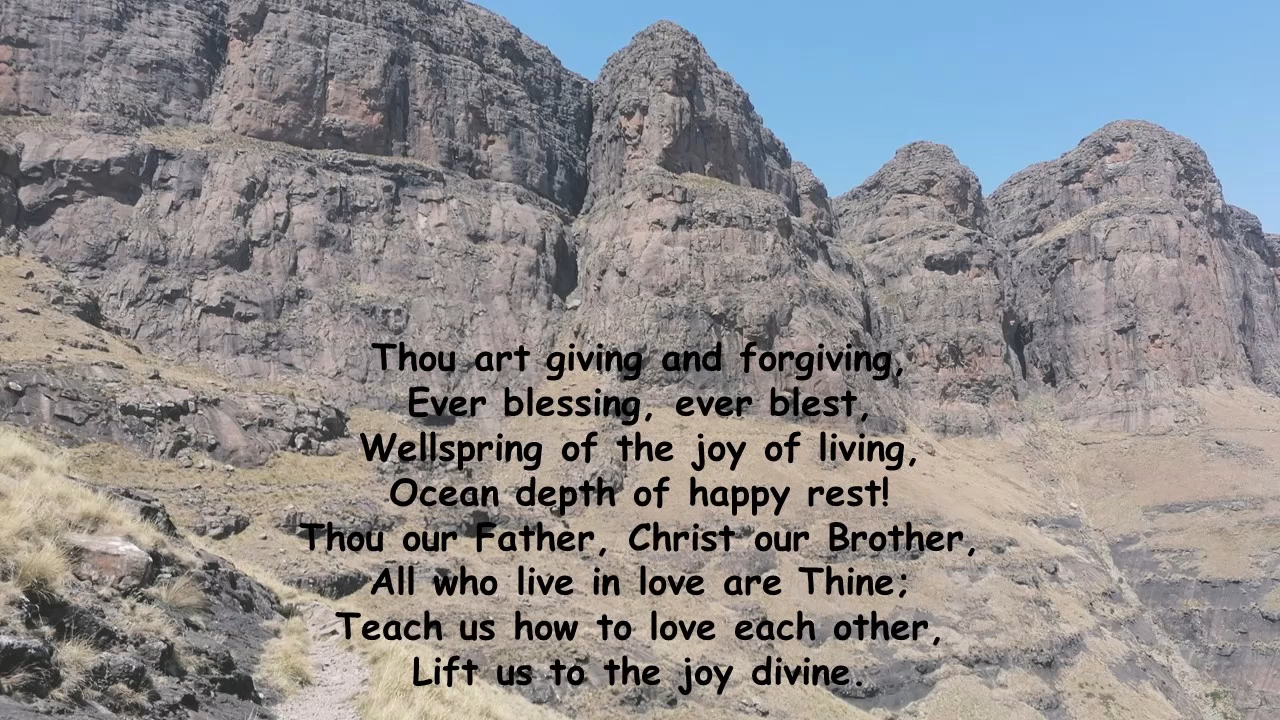 Thou art giving and forgiving,
Ever blessing, ever blest,
Wellspring of the joy of living,
Ocean depth of happy rest!
Thou our Father, Christ our Brother,
All who live in love are Thine;
Teach us how to love each other,
Lift us to the joy divine.